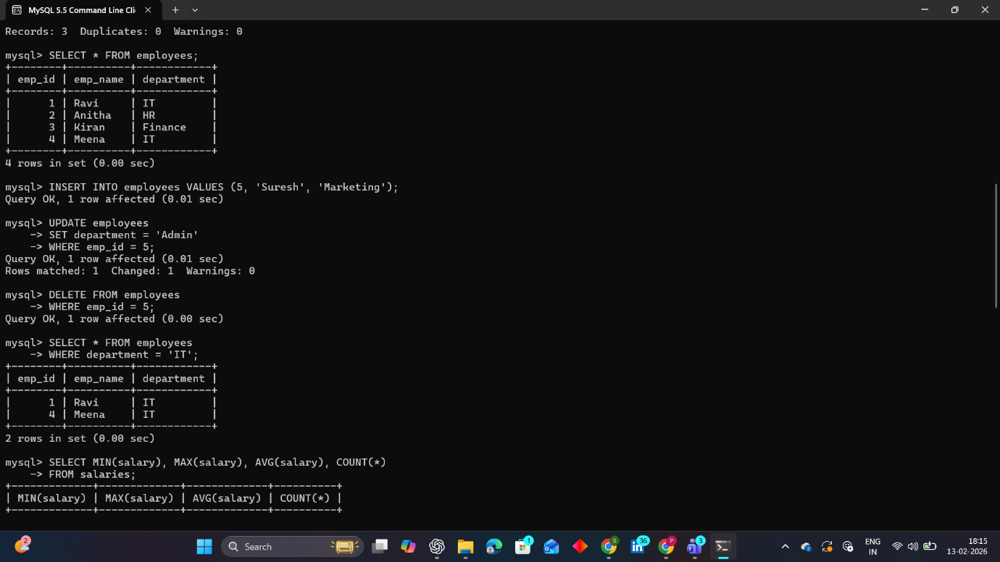 MySQL 5.5 Command Line Cli
Records: 3  Duplicates: 0  Warnings: 0
mysql> SELECT * FROM employees;
+--------+----------+------------+
| emp_id | emp_name | department |
+--------+----------+------------+
|      1 | Ravi     | IT         |
|      2 | Anitha   | HR         |
|      3 | Kiran    | Finance    |
|      4 | Meena    | IT         |
+--------+----------+------------+
4 rows in set (0.00 sec)
mysql> INSERT INTO employees VALUES (5, 'Suresh', 'Marketing');
Query OK, 1 row affected (0.01 sec)
mysql> UPDATE employees
    -> SET department = 'Admin'
    -> WHERE emp_id = 5;
Query OK, 1 row affected (0.01 sec)
Rows matched: 1  Changed: 1  Warnings: 0
mysql> DELETE FROM employees
    -> WHERE emp_id = 5;
Query OK, 1 row affected (0.00 sec)
mysql> SELECT * FROM employees
    -> WHERE department = 'IT';
+--------+----------+------------+
| emp_id | emp_name | department |
+--------+----------+------------+
|      1 | Ravi     | IT         |
|      4 | Meena    | IT         |
+--------+----------+------------+
2 rows in set (0.00 sec)
mysql> SELECT MIN(salary), MAX(salary), AVG(salary), COUNT(*)
    -> FROM salaries;
+-------------+-------------+-------------+----------+
| MIN(salary) | MAX(salary) | AVG(salary) | COUNT(*) |
+-------------+-------------+-------------+----------+
2
Search
1
S
36
in
P
3
ENG
IN
18:15
13-02-2026